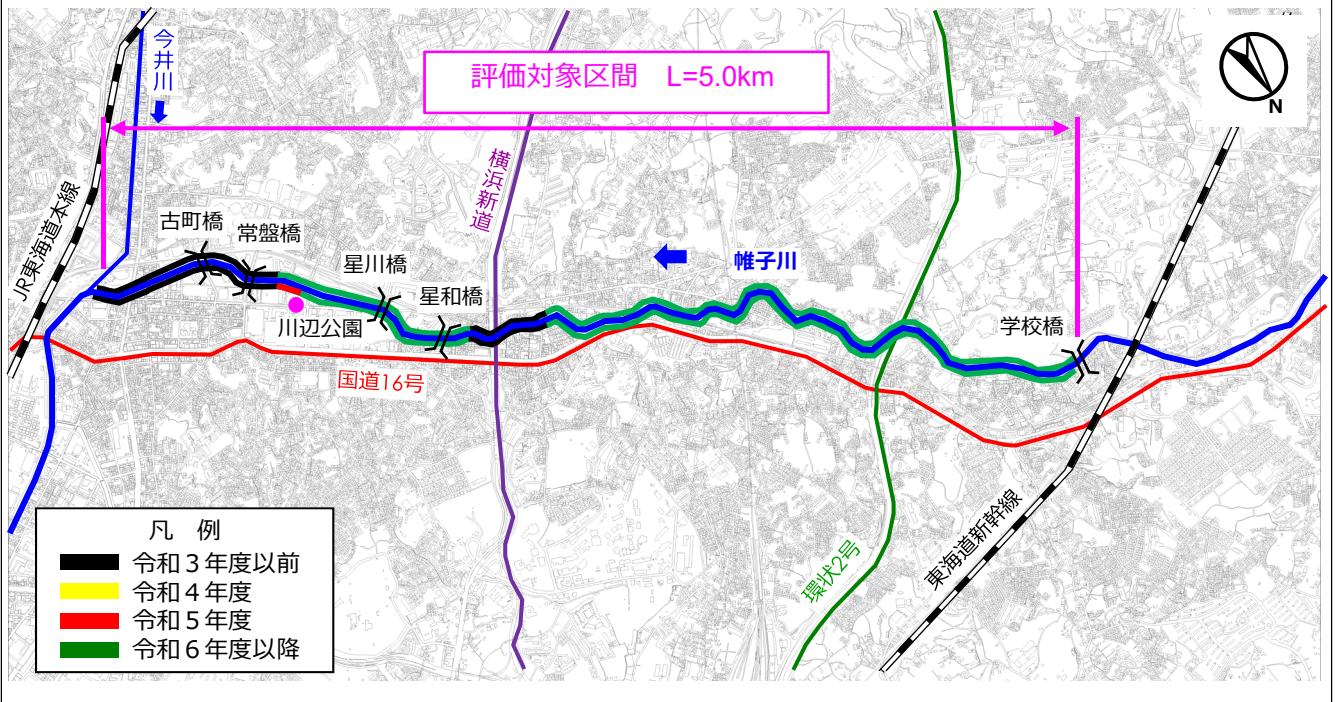 今井川
評価対象区間 L=5.0km
N
横浜新道
JR東海道本線
古町橋
常盤橋
星川橋
星和橋
帷子川
学校橋
川辺公園
国道16号
環状2号
東海道新幹線
凡 例
令和3年度以前
令和4年度
令和5年度
令和6年度以降